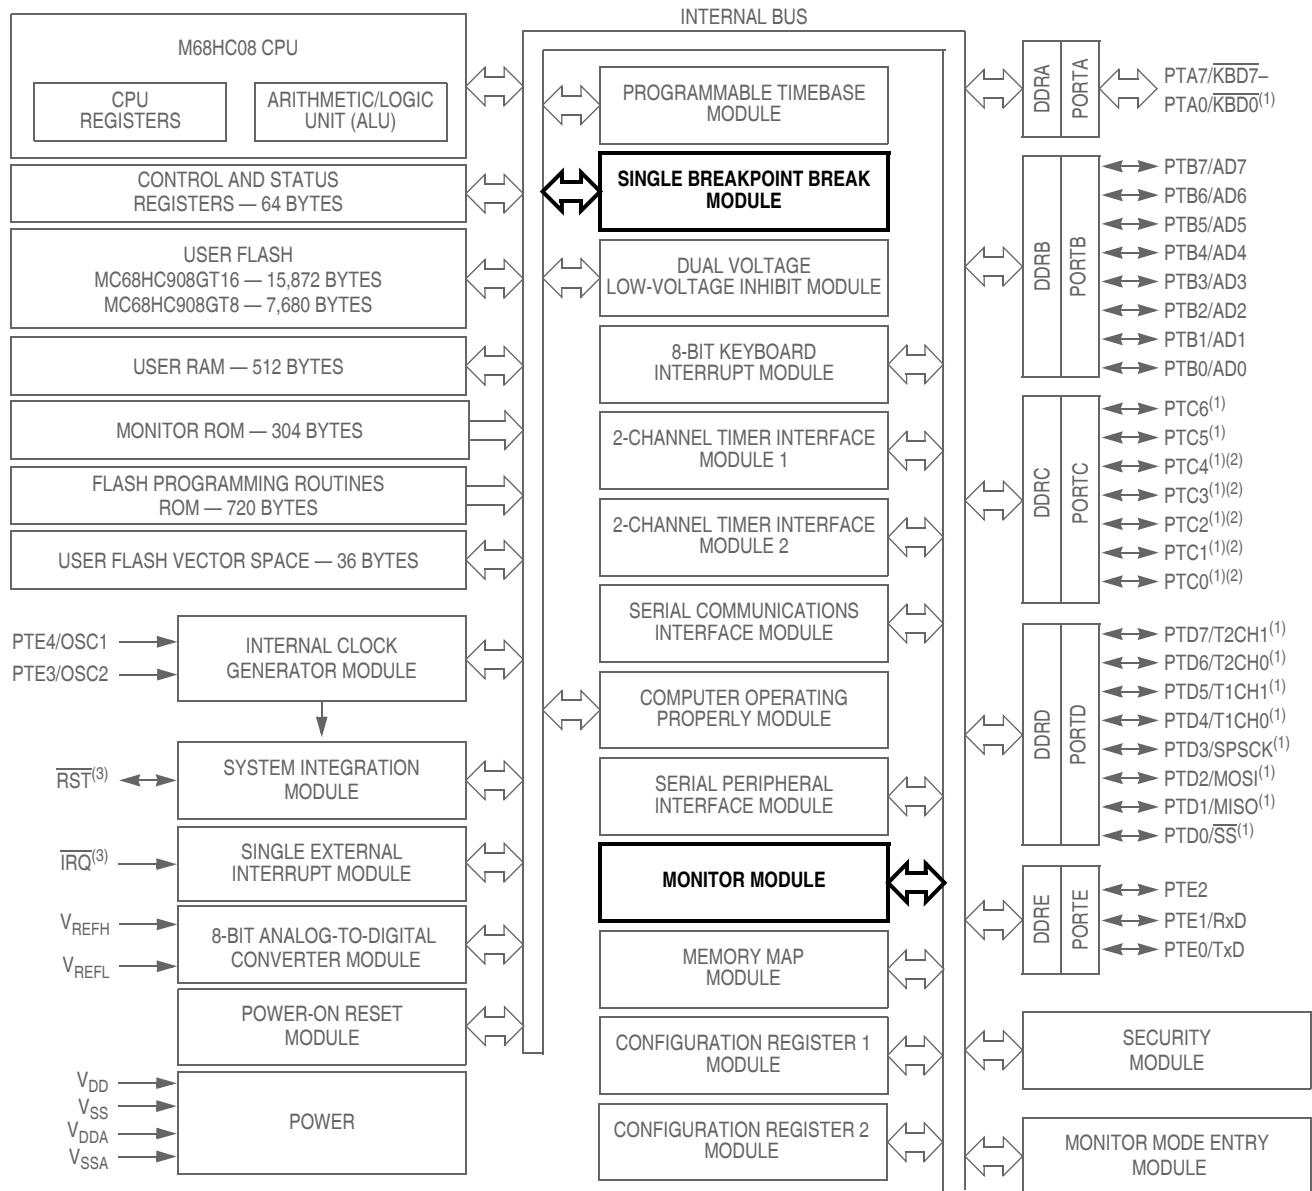 INTERNAL BUS
M68HC08 CPU
CPU
REGISTERS
ARITHMETIC/LOGIC
UNIT (ALU)
CONTROL AND STATUS
REGISTERS — 64 BYTES
USER FLASH
MC68HC908GT16 — 15,872 BYTES
MC68HC908GT8 — 7,680 BYTES
USER RAM — 512 BYTES
MONITOR ROM — 304 BYTES
FLASH PROGRAMMING ROUTINES
ROM — 720 BYTES
USER FLASH VECTOR SPACE — 36 BYTES
PTE4/OSC1
PTE3/OSC2
INTERNAL CLOCK
GENERATOR MODULE
RST(3)
SYSTEM INTEGRATION
MODULE
IRQ(3)
SINGLE EXTERNAL
INTERRUPT MODULE
VREFH
VREFL
8-BIT ANALOG-TO-DIGITAL
CONVERTER MODULE
POWER-ON RESET
MODULE
VDD
VSS
VDDA
VSSA
POWER
PROGRAMMABLE TIMEBASE
MODULE
SINGLE BREAKPOINT BREAK
MODULE
DUAL VOLTAGE
LOW-VOLTAGE INHIBIT MODULE
8-BIT KEYBOARD
INTERRUPT MODULE
2-CHANNEL TIMER INTERFACE
MODULE 1
2-CHANNEL TIMER INTERFACE
MODULE 2
SERIAL COMMUNICATIONS
INTERFACE MODULE
COMPUTER OPERATING
PROPERLY MODULE
SERIAL PERIPHERAL
INTERFACE MODULE
MONITOR MODULE
MEMORY MAP
MODULE
CONFIGURATION REGISTER 1
MODULE
CONFIGURATION REGISTER 2
MODULE
DDRA
PORTA
PTA7/KBD7–
PTA0/KBD0(1)
DDRB
PORTB
PTB7/AD7
PTB6/AD6
PTB5/AD5
PTB4/AD4
PTB3/AD3
PTB2/AD2
PTB1/AD1
PTB0/AD0
DDRC
PORTC
PTC6(1)
PTC5(1)
PTC4(1)(2)
PTC3(1)(2)
PTC2(1)(2)
PTC1(1)(2)
PTC0(1)(2)
DDRD
PORTD
PTD7/T2CH1(1)
PTD6/T2CH0(1)
PTD5/T1CH1(1)
PTD4/T1CH0(1)
PTD3/SPSCK(1)
PTD2/MOSI(1)
PTD1/MISO(1)
PTD0/SS(1)
DDRE
PORTE
PTE2
PTE1/RxD
PTE0/TxD
SECURITY
MODULE
MONITOR MODE ENTRY
MODULE